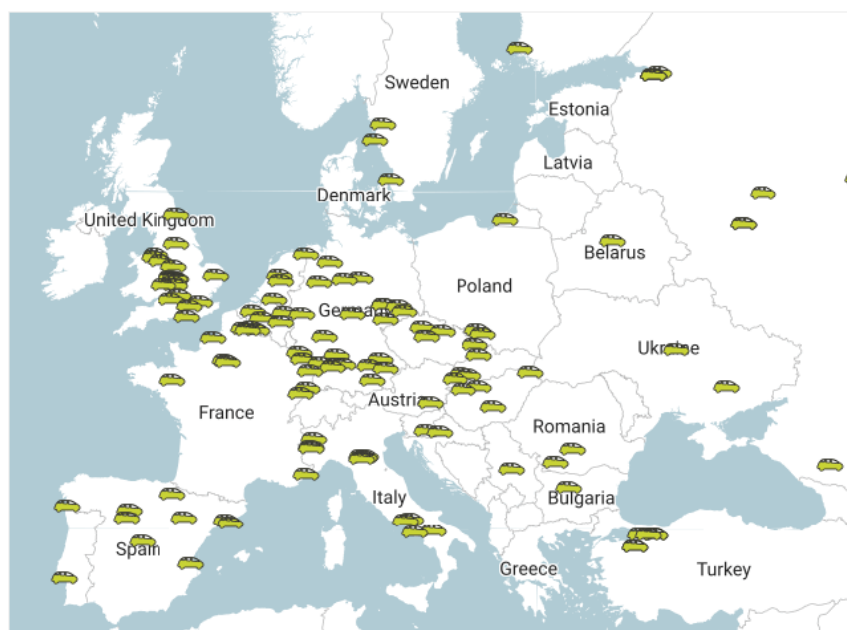 Sweden
Estonia
Latvia
Denmark
United Kingdom
Belarus
Poland
Germany
Ukraine
Austria
France
Romania
Italy
Bulgaria
Spain
Greece
Turkey